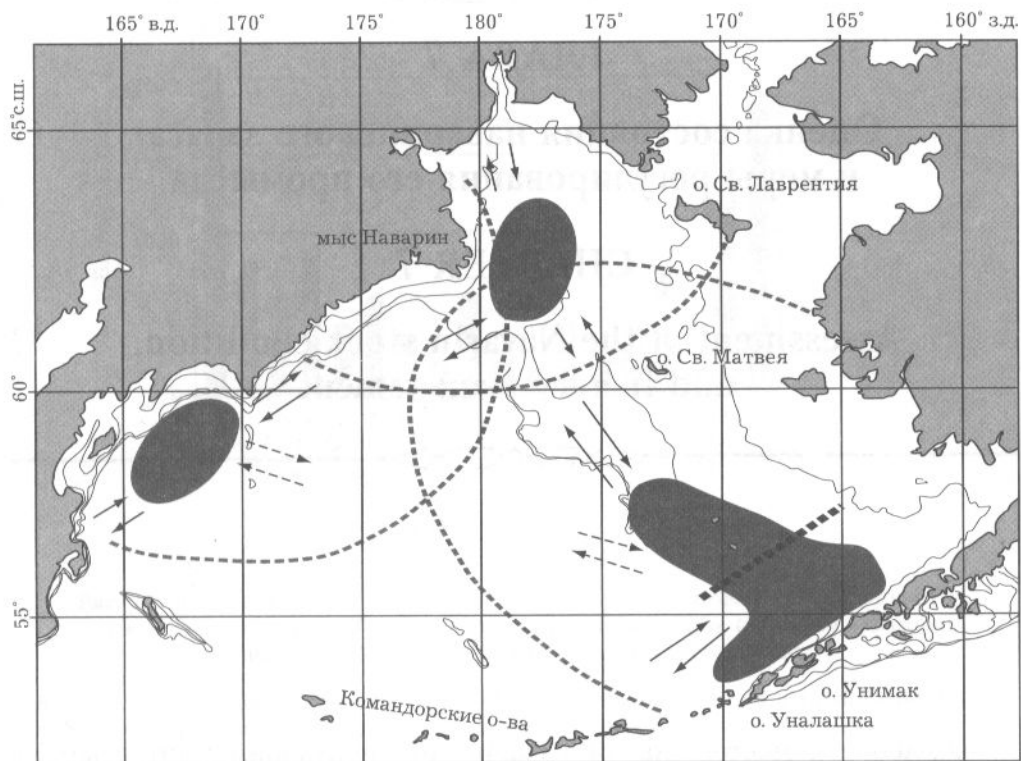 165° в.д.
170°
175°
180°
175°
170°
165°
160° з.д.
65° с.ш.
о. Св. Лаврентия
мыс Наварин
о. Св. Матвея
60°
55°
о. Унимак
Командорские о-ва
о. Уналашка